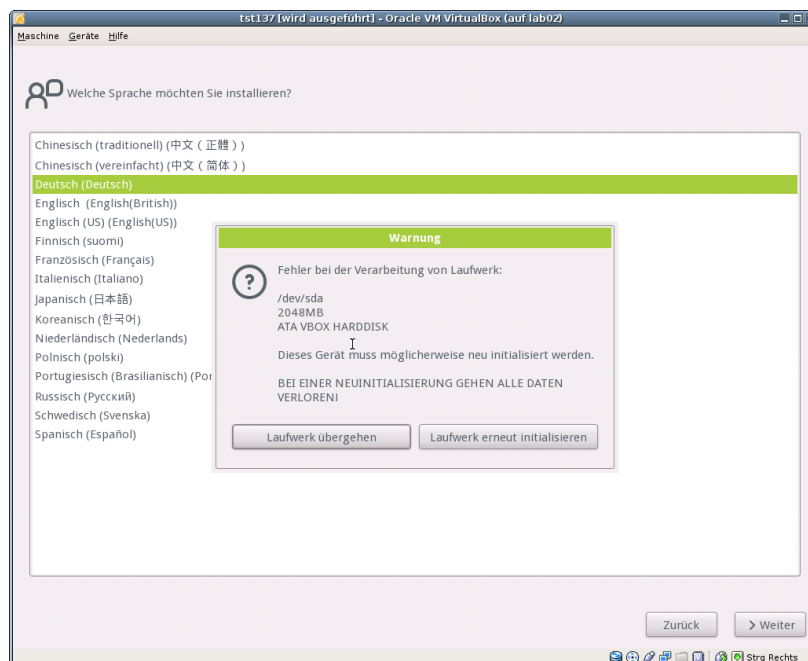 tst137 [wird ausgeführt] - Oracle VM VirtualBox (auf lab02)
Maschine Geräte Hilfe
Welche Sprache möchten Sie installieren?
Chinesisch (traditionell) (中文（正體）)
Chinesisch (vereinfacht) (中文（简体）)
Deutsch (Deutsch)
Englisch (English(British))
Englisch (US) (English(US))
Finnisch (suomi)
Französisch (Français)
Italienisch (Italiano)
Japanisch (日本語)
Koreanisch (한국어)
Niederländisch (Nederlands)
Polnisch (polski)
Portugiesisch (Brasilianisch) (Por
Russisch (Русский)
Schwedisch (Svenska)
Spanisch (Español)
Warnung
Fehler bei der Verarbeitung von Laufwerk:
/dev/sda
2048MB
ATA VBOX HARDDISK
Dieses Gerät muss möglicherweise neu initialisiert werden.
BEI EINER NEUINITIALISIERUNG GEHEN ALLE DATEN
VERLOREN!
Laufwerk übergehen Laufwerk erneut initialisieren
Zurück Weiter
Strg Rechts